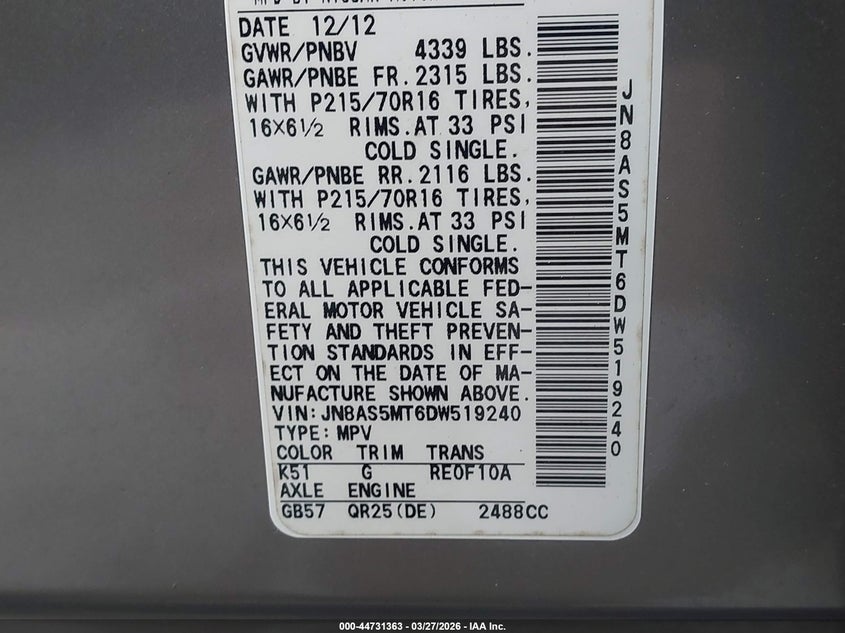 DATE 12/12
GVWR/PNBV 4339 LBS.
GAWR/PNBE FR. 2315 LBS.
WITH P215/70R16 TIRES,
16×6½ RIMS. AT 33 PSI
COLD SINGLE.
GAWR/PNBE RR. 2116 LBS.
WITH P215/70R16 TIRES,
16×6½ RIMS. AT 33 PSI
COLD SINGLE.
THIS VEHICLE CONFORMS
TO ALL APPLICABLE FED-
ERAL MOTOR VEHICLE SA-
FETY AND THEFT PREVEN-
TION STANDARDS IN EFF-
ECT ON THE DATE OF MA-
NUFACTURE SHOWN ABOVE.
VIN: JN8AS5MT6DW519240
TYPE: MPV
COLOR TRIM TRANS
K51 G RE0F10A
AXLE ENGINE
GB57 QR25(DE) 2488CC
JN8AS5MT6DW519240
000-44731363 - 03/27/2026 - IAA Inc.